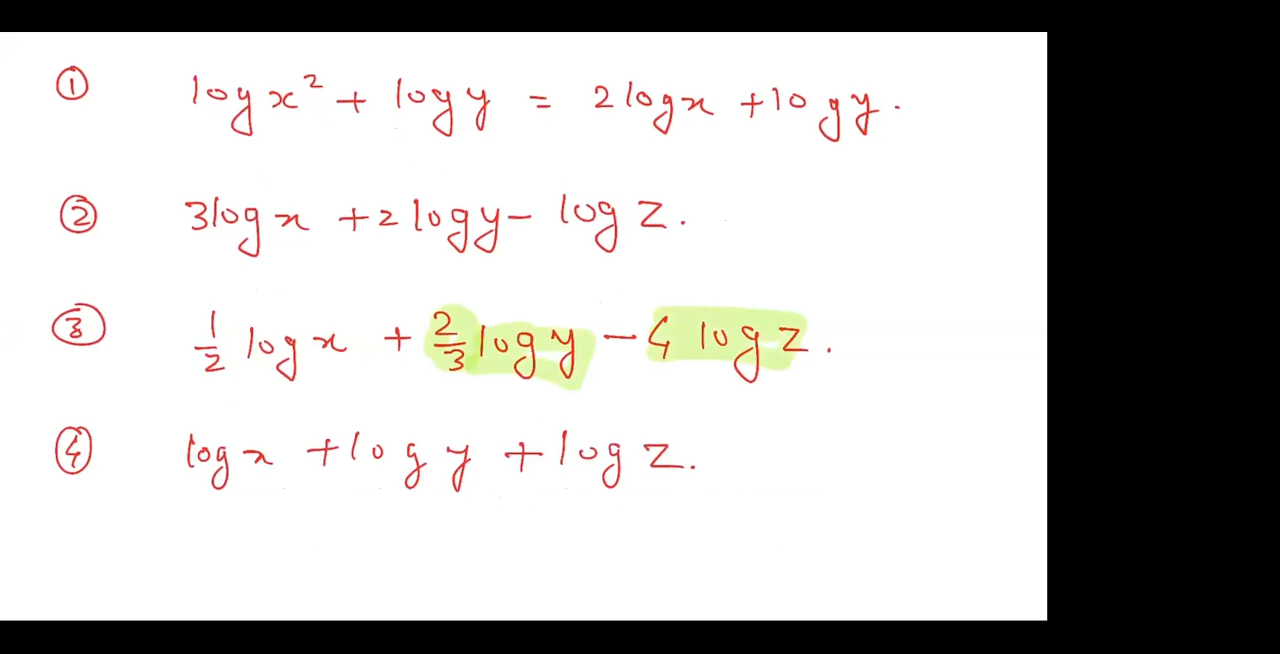 ① log x² + log y = 2 log x + log y.
② 3 log x + 2 log y - log z.
③ 1/2 log x + 2/3 log y - 4 log z.
④ log x + log y + log z.